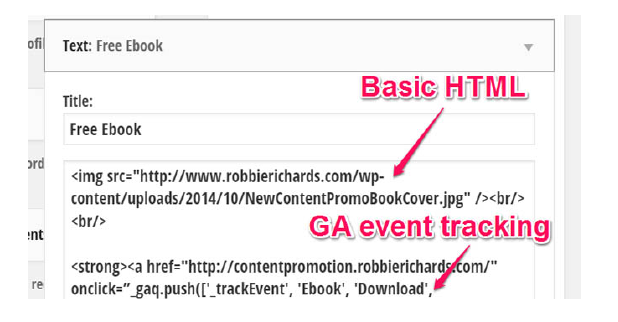 ofil
Text: Free Ebook
Basic HTML
Title:
Free Ebook
ord
<img src="http://www.robbierichards.com/wp-
content/uploads/2014/10/NewContentPromoBookCover.jpg" /><br/>
<br/>
ent
GA event tracking
<strong><a href="http://contentpromotion.robbierichards.com/"
re
onclick=”_gaq.push(['_trackEvent', 'Ebook', 'Download',